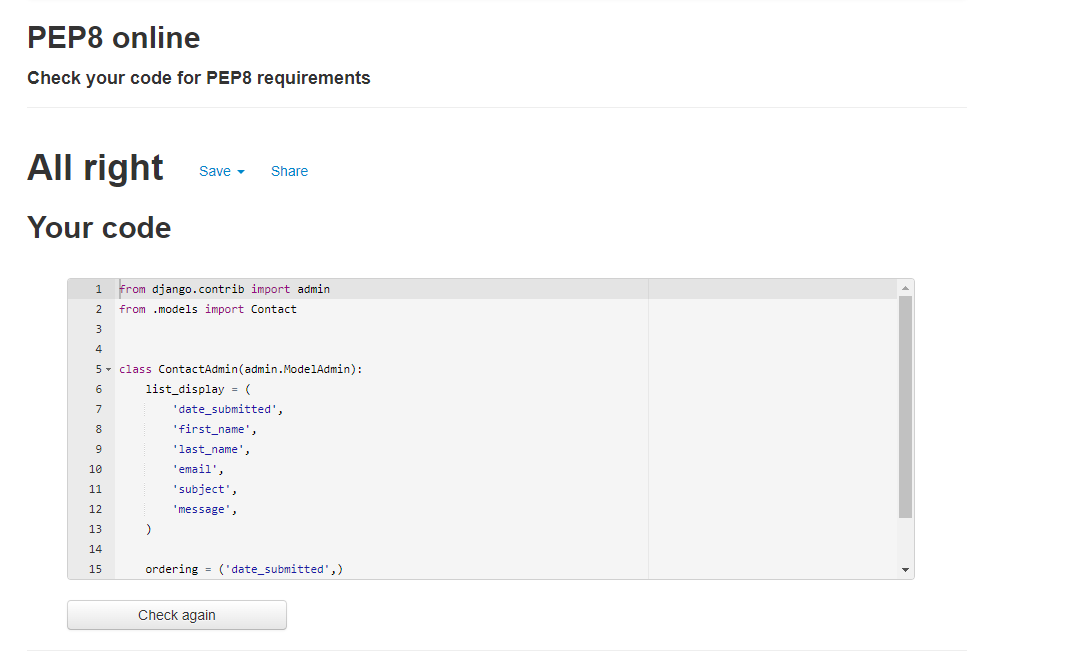 PEP8 online
Check your code for PEP8 requirements
All right Save Share
Your code
1 from django.contrib import admin
2 from .models import Contact
3
4
5 class ContactAdmin(admin.ModelAdmin):
6     list_display = (
7         'date_submitted',
8         'first_name',
9         'last_name',
10         'email',
11         'subject',
12         'message',
13     )
14
15     ordering = ('date_submitted',)
Check again